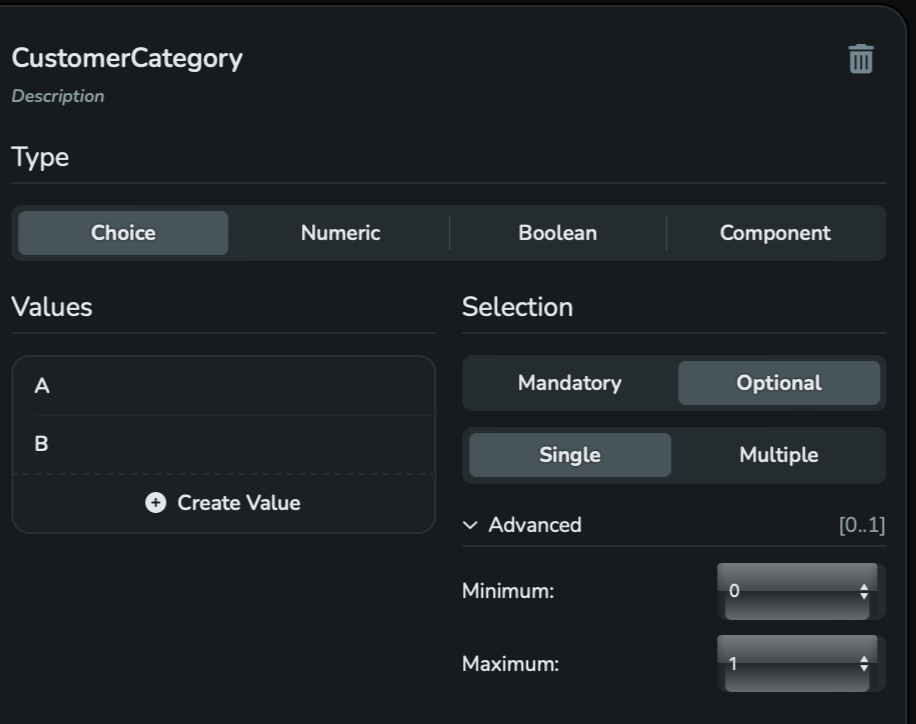 CustomerCategory
Description
Type
Choice Numeric Boolean Component
Values
A
B
Create Value
Selection
Mandatory Optional
Single Multiple
Advanced [0..1]
Minimum: 0
Maximum: 1